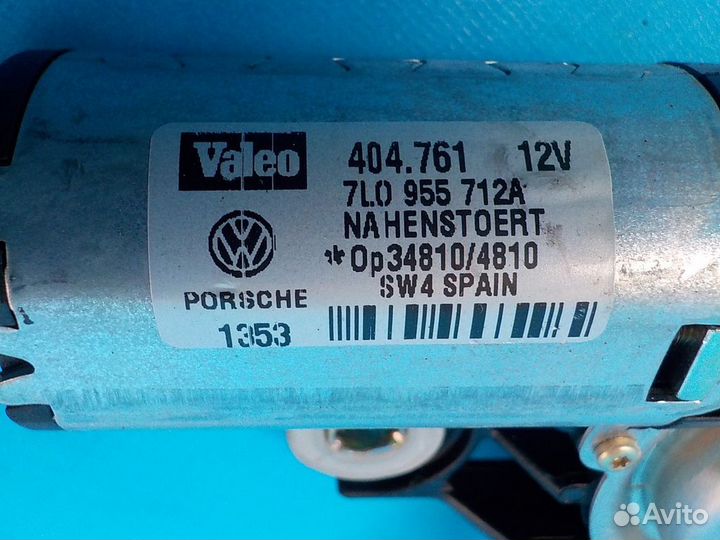 Valeo 404.761 12V
7L0 955 712A
NAHENSTOERT
*Op34810/4810
SW4 SPAIN
PORSCHE
1353
Avito